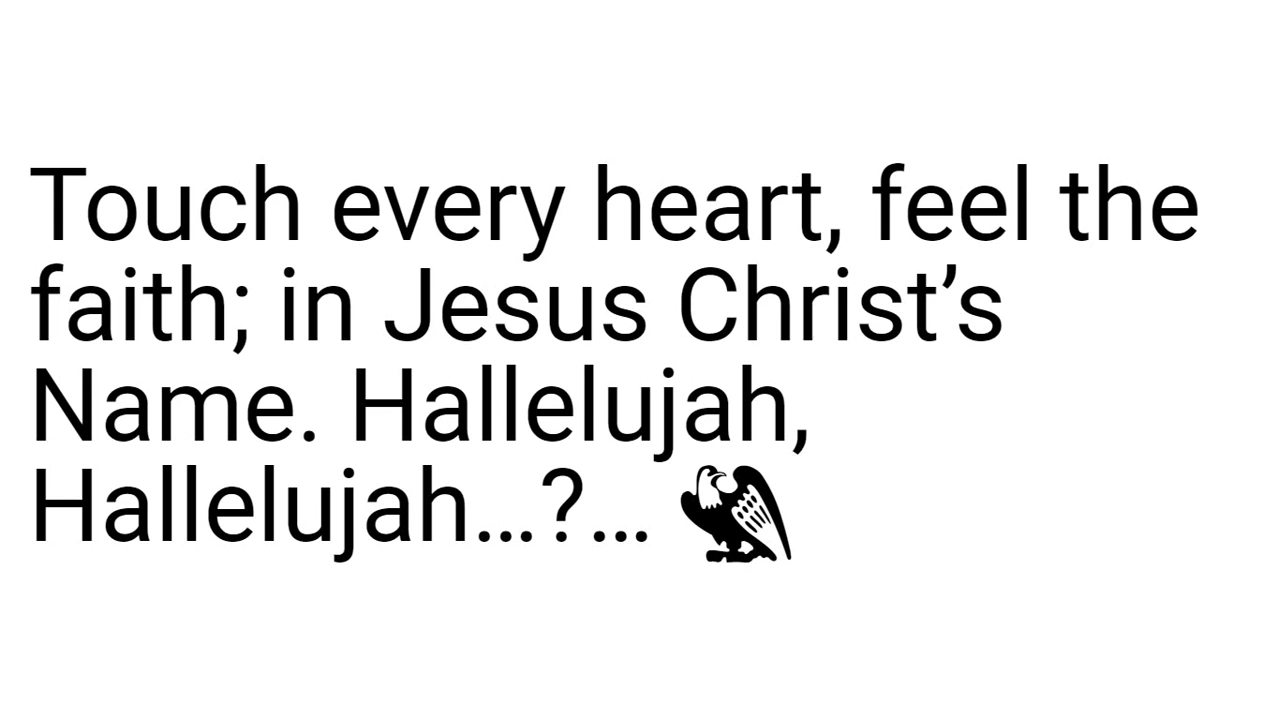 Touch every heart, feel the
faith; in Jesus Christ’s
Name. Hallelujah,
Hallelujah...?...